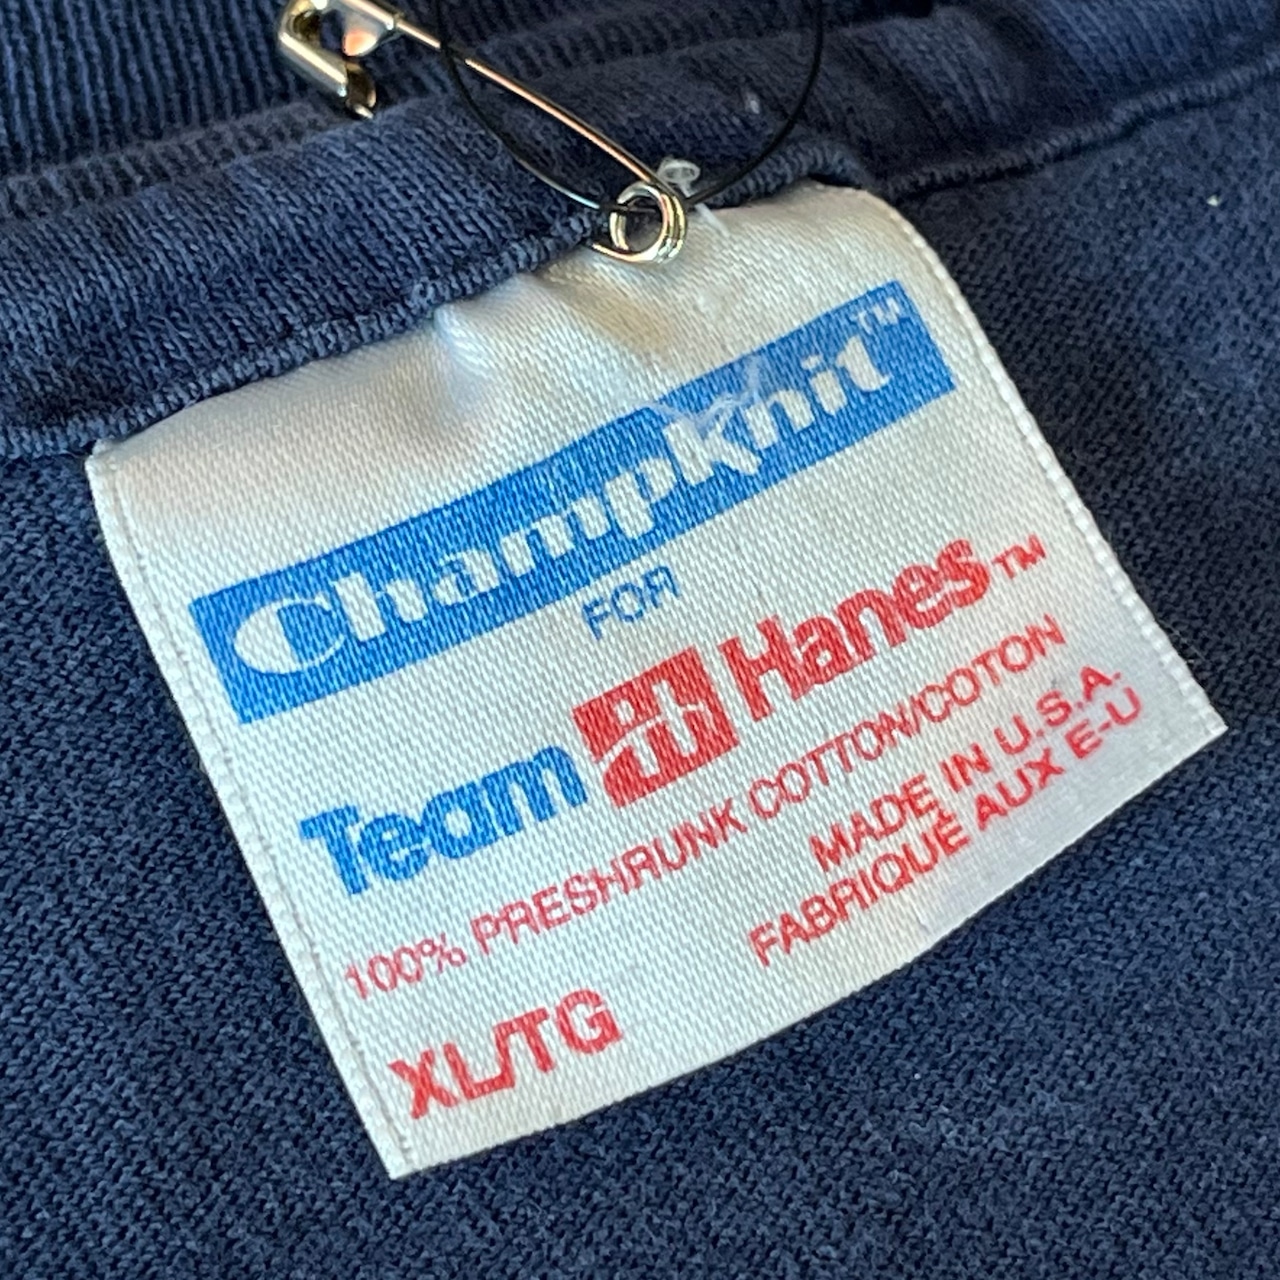 Champknit™
FOR
Team Hanes™
100% PRESHRUNK COTTON/COTON
MADE IN U.S.A.
FABRIQUÉ AUX E-U
XL/TG